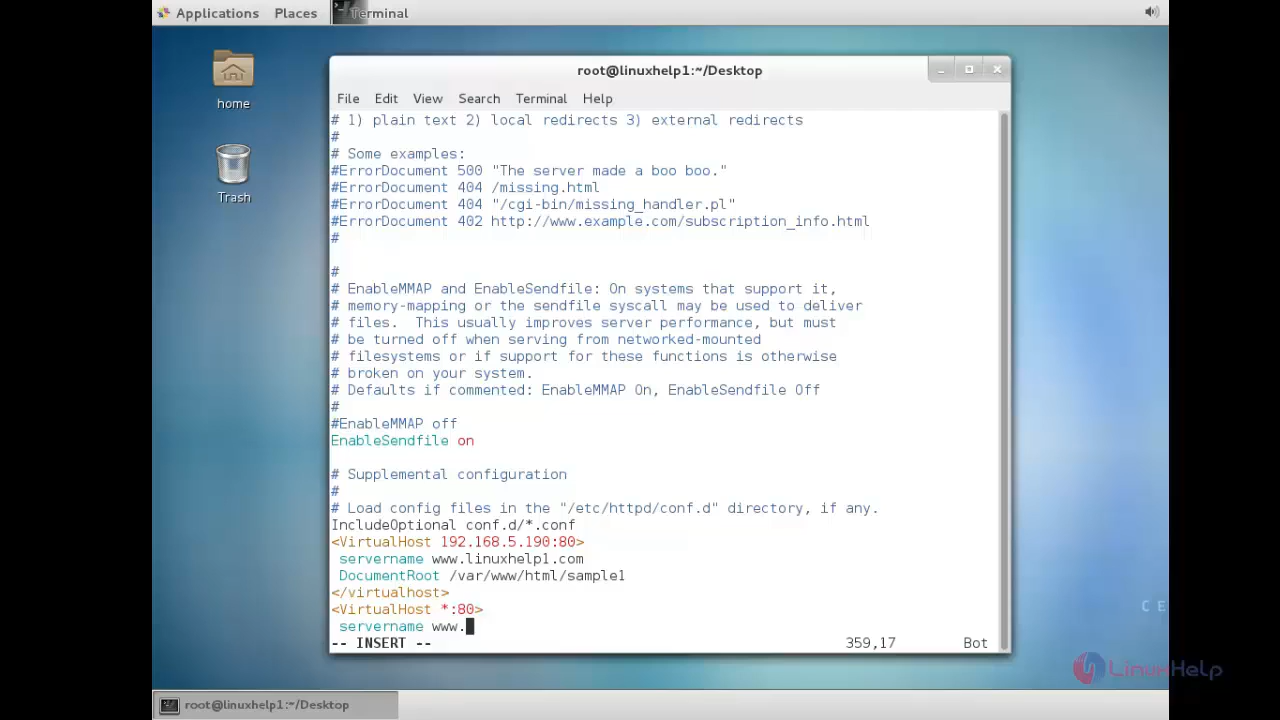 Applications Places Terminal
home
Trash
root@linuxhelp1:~/Desktop
File Edit View Search Terminal Help
# 1) plain text 2) local redirects 3) external redirects
#
# Some examples:
#ErrorDocument 500 "The server made a boo boo."
#ErrorDocument 404 /missing.html
#ErrorDocument 404 "/cgi-bin/missing_handler.pl"
#ErrorDocument 402 http://www.example.com/subscription_info.html
#
#
# EnableMMAP and EnableSendfile: On systems that support it,
# memory-mapping or the sendfile syscall may be used to deliver
# files.  This usually improves server performance, but must
# be turned off when serving from networked-mounted
# filesystems or if support for these functions is otherwise
# broken on your system.
# Defaults if commented: EnableMMAP On, EnableSendfile Off
#
#EnableMMAP off
EnableSendfile on
# Supplemental configuration
#
# Load config files in the "/etc/httpd/conf.d" directory, if any.
IncludeOptional conf.d/*.conf
<VirtualHost 192.168.5.190:80>
servername www.linuxhelp1.com
DocumentRoot /var/www/html/sample1
</virtualhost>
<VirtualHost *:80>
servername www.
-- INSERT -- 359,17 Bot
C E
LinuxHelp
root@linuxhelp1:~/Desktop